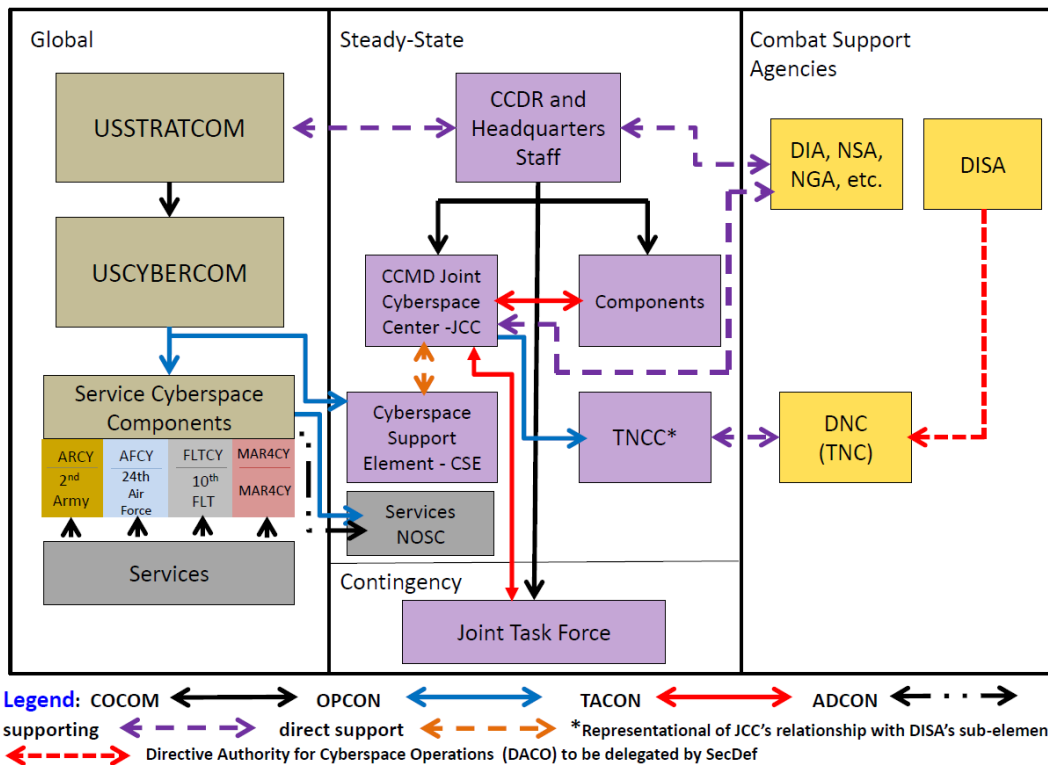 Global
USSTRATCOM
USCYBERCOM
Service Cyberspace
Components
ARCY
2nd
Army
AFCY
24th
Air
Force
FLTCY
10th
FLT
MAR4CY
MAR4CY
Services
Steady-State
CCDR and
Headquarters
Staff
CCMD Joint
Cyberspace
Center -JCC
Components
Cyberspace
Support
Element - CSE
TNCC*
Services
NOSC
Contingency
Joint Task Force
Combat Support
Agencies
DIA, NSA,
NGA, etc.
DISA
DNC
(TNC)
Legend: COCOM OPCON TACON ADCON
supporting direct support *Representational of JCC's relationship with DISA's sub-elemen
Directive Authority for Cyberspace Operations (DACO) to be delegated by SecDef